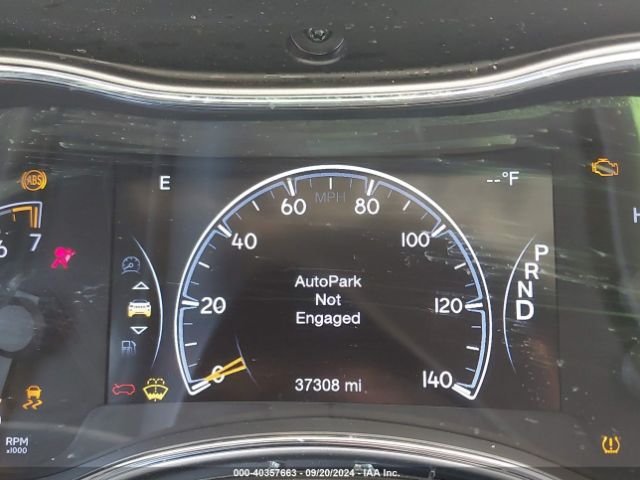 ABS
E
--°F
MPH
60
80
40
100
20
120
0
140
6
7
AutoPark
Not
Engaged
37308 mi
P
R
N
D
H
RPM
x1000
000-40357663 - 09/20/2024 - IAA Inc.